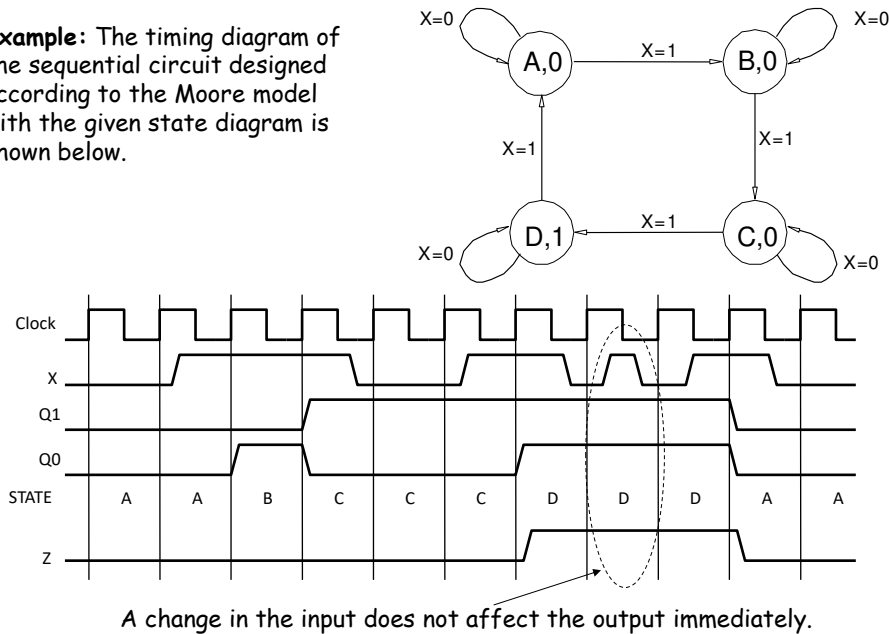 xample: The timing diagram of
he sequential circuit designed
ccording to the Moore model
ith the given state diagram is
hown below.
X=0
X=0
A,0
X=1
B,0
X=1
X=1
D,1
X=1
C,0
X=0
X=0
Clock
X
Q1
Q0
STATE A A B C C C D D D A A
Z
A change in the input does not affect the output immediately.